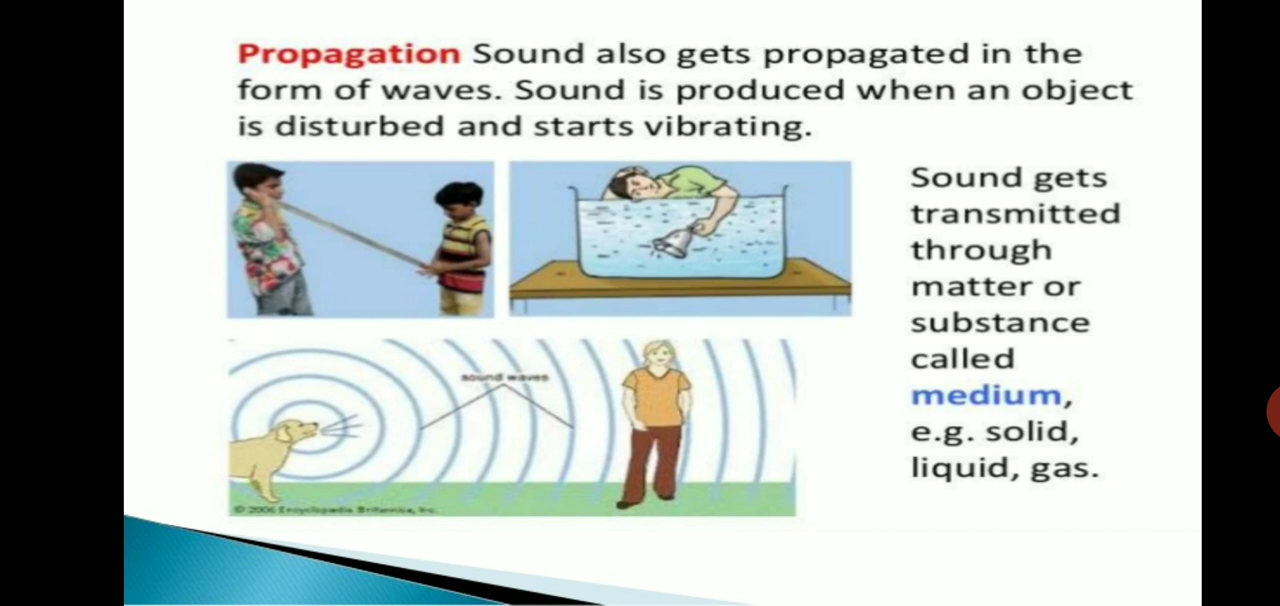 Propagation Sound also gets propagated in the
form of waves. Sound is produced when an object
is disturbed and starts vibrating.
Sound gets
transmitted
through
matter or
substance
called
medium,
e.g. solid,
liquid, gas.
sound waves
© 2006 Encyclopædia Britannica, Inc.